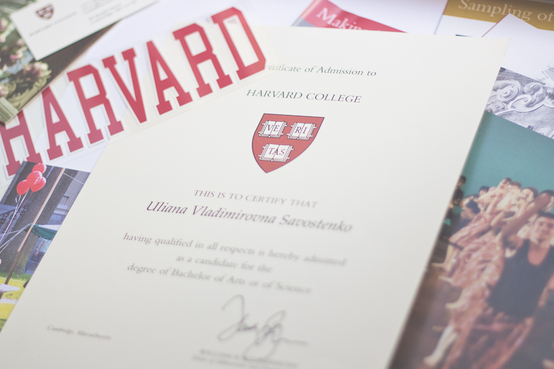 HARVARD
Makin
Sampling o
ertificate of Admission to
HARVARD COLLEGE
VE RI
TAS
THIS IS TO CERTIFY THAT
Uliana Vladimirovna Savostenko
having qualified in all respects is hereby admitted
as a candidate for the
degree of Bachelor of Arts or of Science
Cambridge, Massachusetts